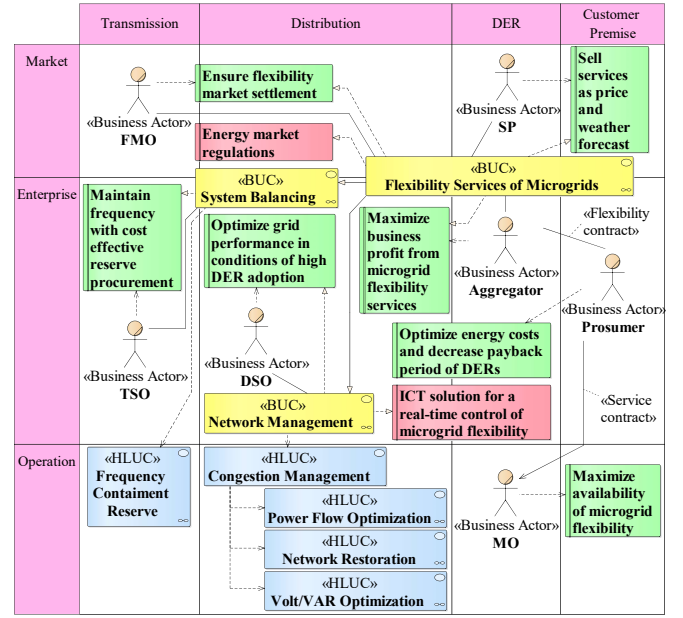 Transmission
Distribution
DER
Customer
Premise
Market
«Business Actor»
FMO
Ensure flexibility
market settlement
Energy market
regulations
«Business Actor»
SP
Sell
services
as price
and
weather
forecast
«BUC»
Flexibility Services of Microgrids
Enterprise
«BUC»
System Balancing
Maintain
frequency
with cost
effective
reserve
procurement
Optimize grid
performance in
conditions of high
DER adoption
Maximize
business
profit from
microgrid
flexibility
services
«Business Actor»
Aggregator
«Flexibility
contract»
«Business Actor»
Prosumer
«Business Actor»
TSO
«Business Actor»
DSO
Optimize energy costs
and decrease payback
period of DERs
«BUC»
Network Management
ICT solution for a
real-time control of
microgrid flexibility
«Service
contract»
Operation
«HLUC»
Frequency
Contaiment
Reserve
«HLUC»
Congestion Management
«HLUC»
Power Flow Optimization
«HLUC»
Network Restoration
«HLUC»
Volt/VAR Optimization
«Business Actor»
MO
Maximize
availability
of microgrid
flexibility